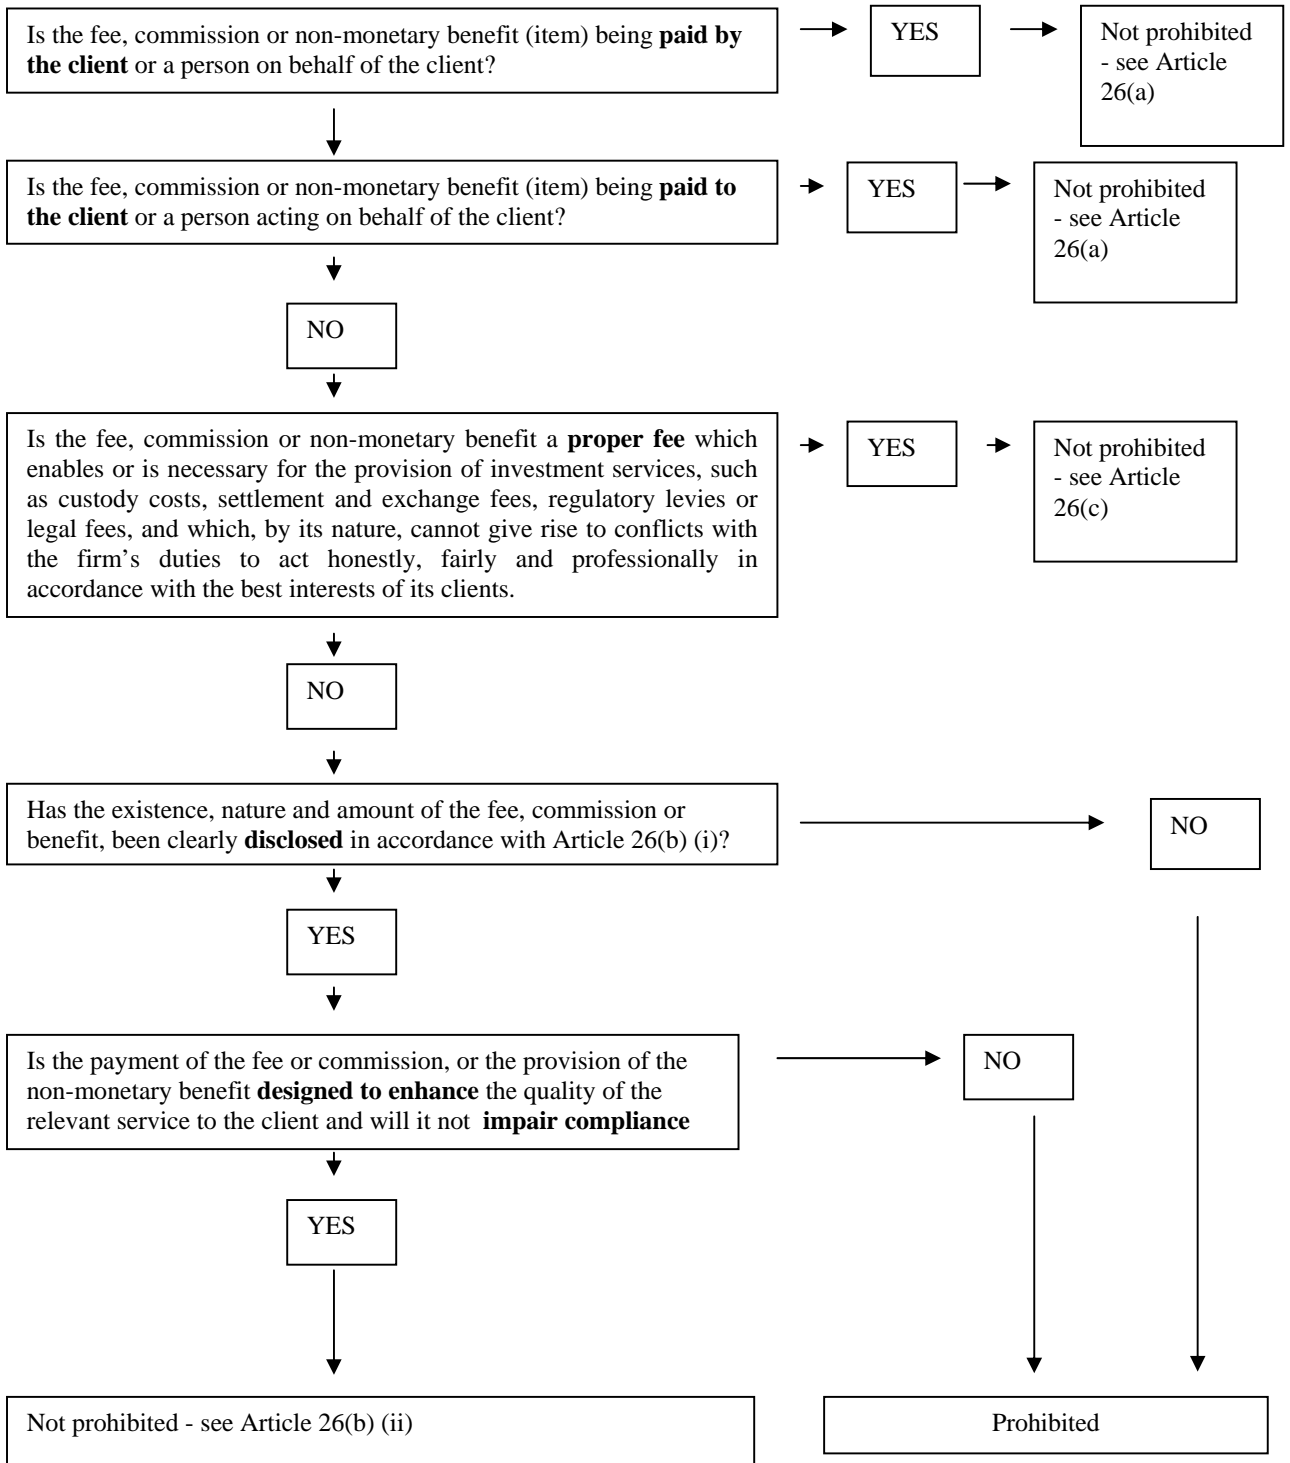 Is the fee, commission or non-monetary benefit (item) being paid by
the client or a person on behalf of the client?
YES
Not prohibited
- see Article
26(a)
Is the fee, commission or non-monetary benefit (item) being paid to
the client or a person acting on behalf of the client?
YES
Not prohibited
- see Article
26(a)
NO
Is the fee, commission or non-monetary benefit a proper fee which
enables or is necessary for the provision of investment services, such
as custody costs, settlement and exchange fees, regulatory levies or
legal fees, and which, by its nature, cannot give rise to conflicts with
the firm's duties to act honestly, fairly and professionally in
accordance with the best interests of its clients.
YES
Not prohibited
- see Article
26(c)
NO
Has the existence, nature and amount of the fee, commission or
benefit, been clearly disclosed in accordance with Article 26(b) (i)?
NO
YES
Is the payment of the fee or commission, or the provision of the
non-monetary benefit designed to enhance the quality of the
relevant service to the client and will it not impair compliance
NO
YES
Not prohibited - see Article 26(b) (ii)
Prohibited